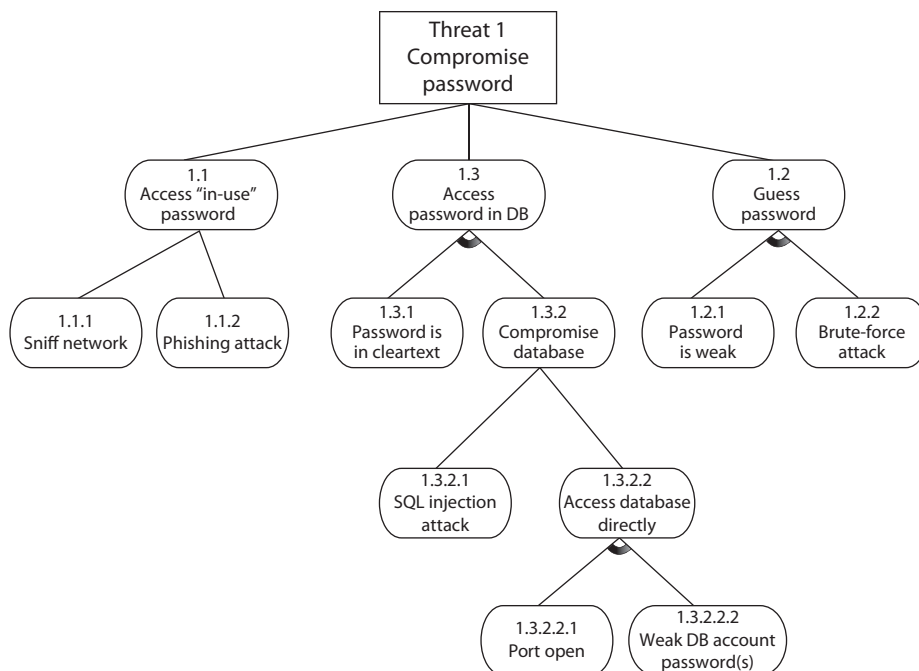 Threat 1
Compromise
password
1.1
Access “in-use”
password
1.3
Access
password in DB
1.2
Guess
password
1.1.1
Sniff network
1.1.2
Phishing attack
1.3.1
Password is
in cleartext
1.3.2
Compromise
database
1.2.1
Password
is weak
1.2.2
Brute-force
attack
1.3.2.1
SQL injection
attack
1.3.2.2
Access database
directly
1.3.2.2.1
Port open
1.3.2.2.2
Weak DB account
password(s)